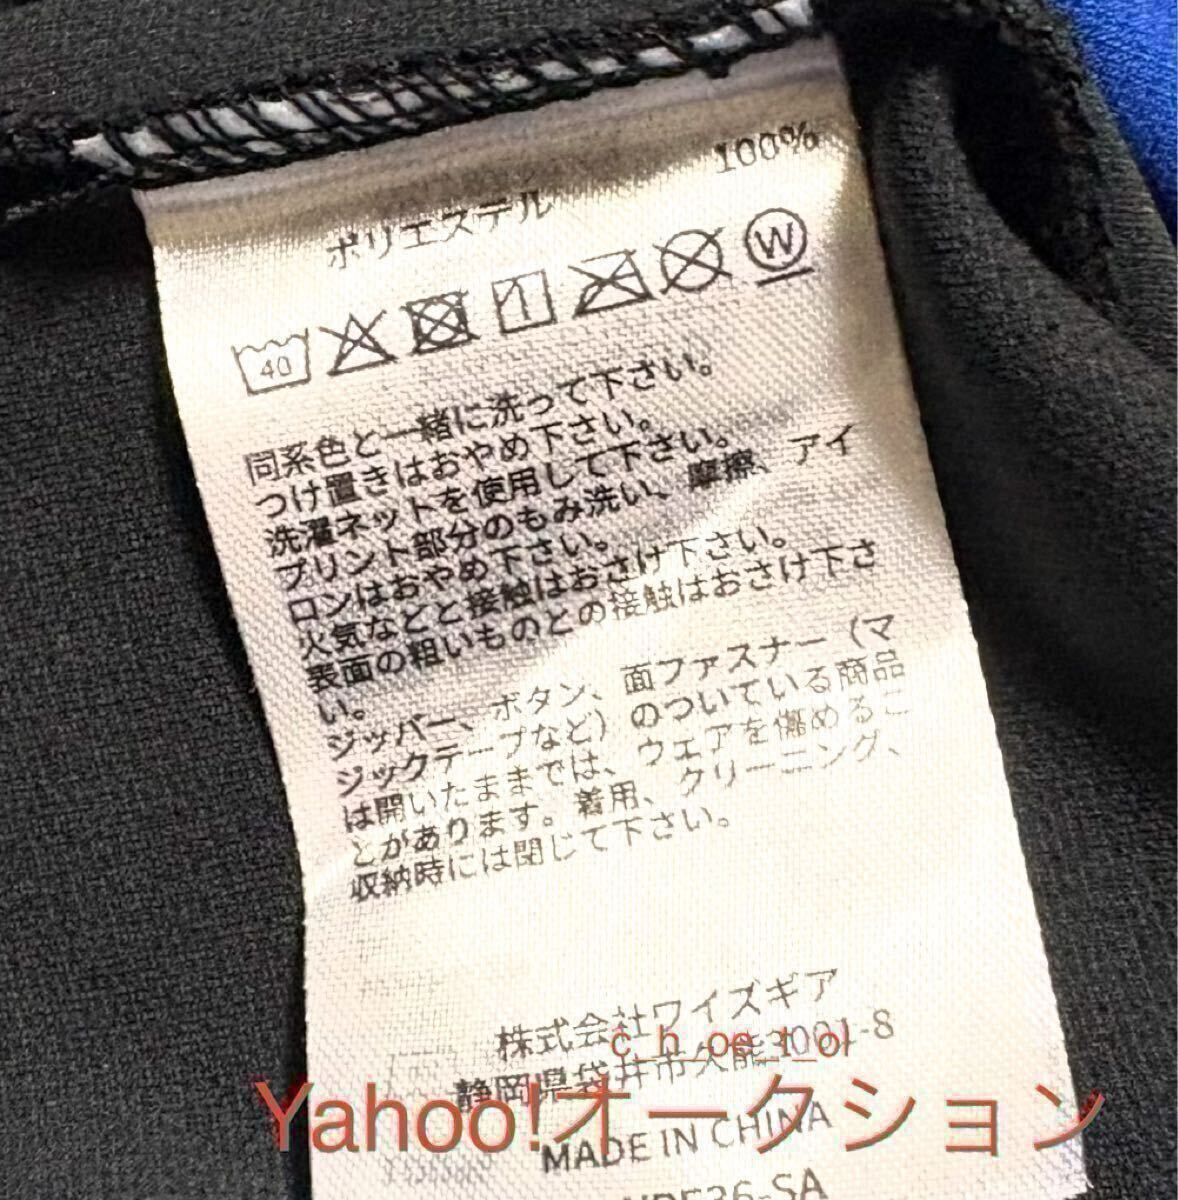 ポリエステル 100%
40 W
同系色と一緒に洗って下さい。
つけ置きはおやめ下さい。
洗濯ネットを使用して下さい。
プリント部分のもみ洗い、摩擦、アイ
ロンはおやめ下さい。
火気などと接触はおさけ下さい。
表面の粗いものとの接触はおさけ下さ
い。
ジッパー、ボタン、面ファスナー（マ
ジックテープなど）のついている商品
は開いたままでは、ウエアを傷めるこ
とがあります。着用、クリーニング、
収納時には閉じて下さい。
株式会社ワイズギア
静岡県袋井市久能3001-8
c_h_oe_l_ol
Yahoo!オークション
MADE IN CHINA